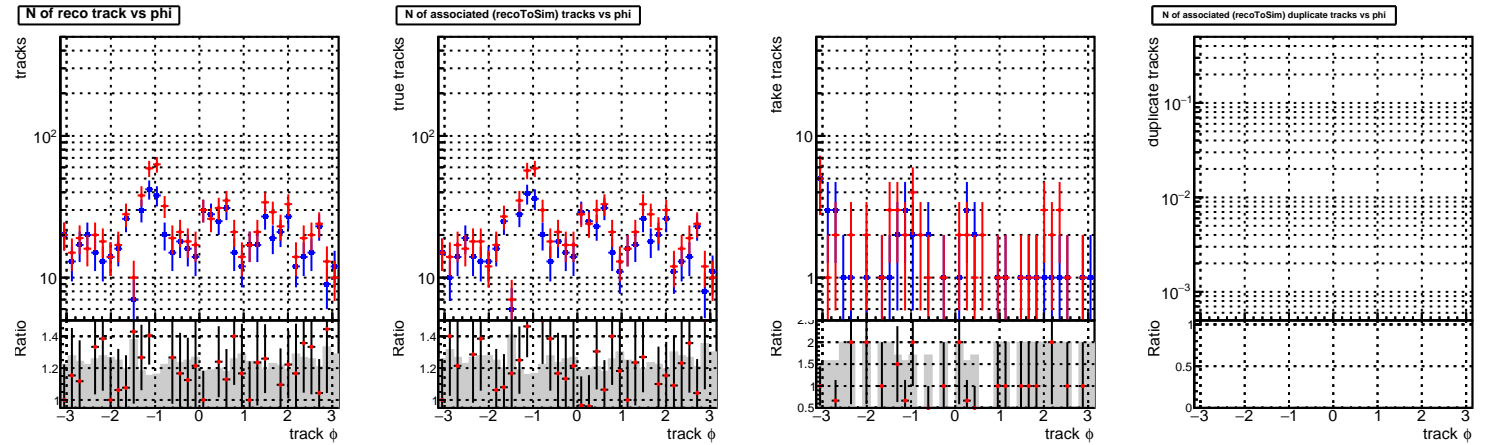 N of reco track vs phi
tracks
10²
10
Ratio
1.4
1.2
1
−3 −2 −1 0 1 2 3
track ϕ
N of associated (recoToSim) tracks vs phi
true tracks
10²
10
Ratio
1.4
1.2
1
−3 −2 −1 0 1 2 3
track ϕ
fake tracks
10
1
Ratio
2.5
2
1.5
1
0.5
−3 −2 −1 0 1 2 3
track ϕ
N of associated (recoToSim) duplicate tracks vs phi
duplicate tracks
10⁻¹
10⁻²
10⁻³
Ratio
1
0.5
0
−3 −2 −1 0 1 2 3
track ϕ